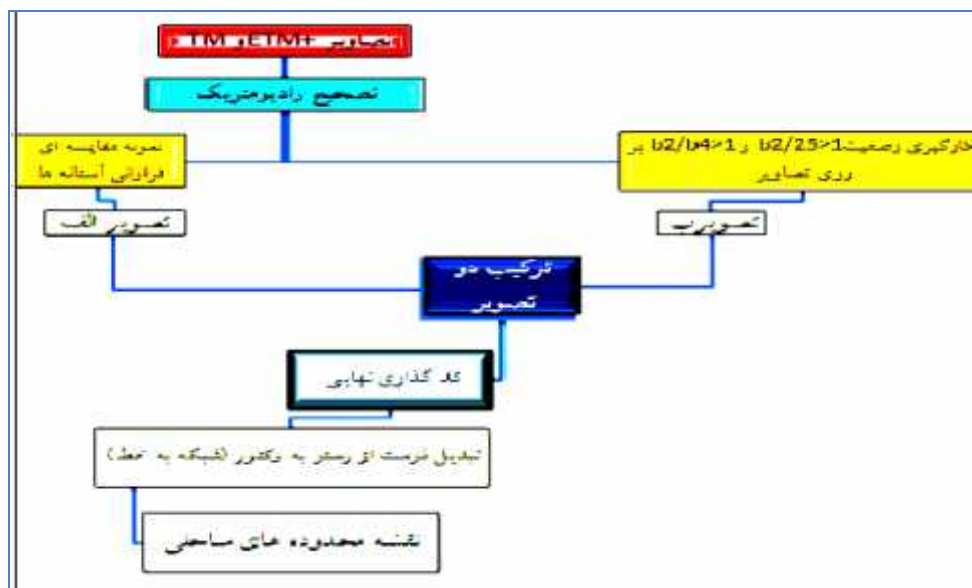 تصاویر ETM+ و TM
تصحیح رادیومتریک
نمونه مقایسه ای
فراوانی آستانه ها
بکارگیری وضعیت b2/25>1 و b2/b4>1 بر
روی تصاویر
تصویر الف
تصویر ب
ترکیب دو
تصویر
کد گذاری نهایی
تبدیل فرمت از رستر به وکتور (شبکه به خط)
نقشه محدوده های ساحلی